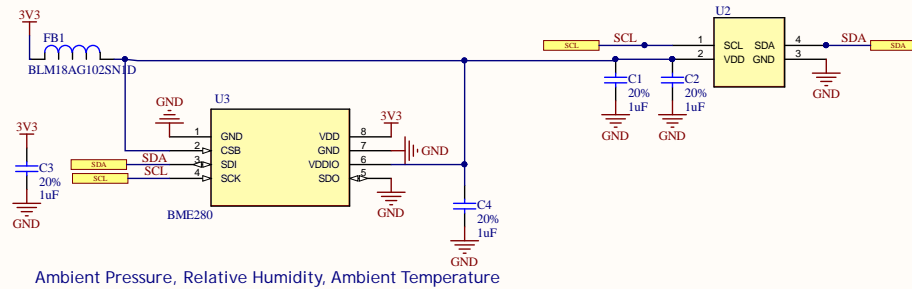 3V3
FB1
BLM18AG102SN1D
U2
SCL
SCL
1
SCL
SDA
4
SDA
SDA
2
VDD
GND
3
C1
20%
1uF
C2
20%
1uF
GND
GND
GND
GND
U3
3V3
1
GND
VDD
8
2
CSB
GND
7
GND
SDA
SDA
3
SDI
VDDIO
6
SCL
SCL
4
SCK
SDO
5
BME280
GND
3V3
C3
20%
1uF
GND
C4
20%
1uF
GND
Ambient Pressure, Relative Humidity, Ambient Temperature